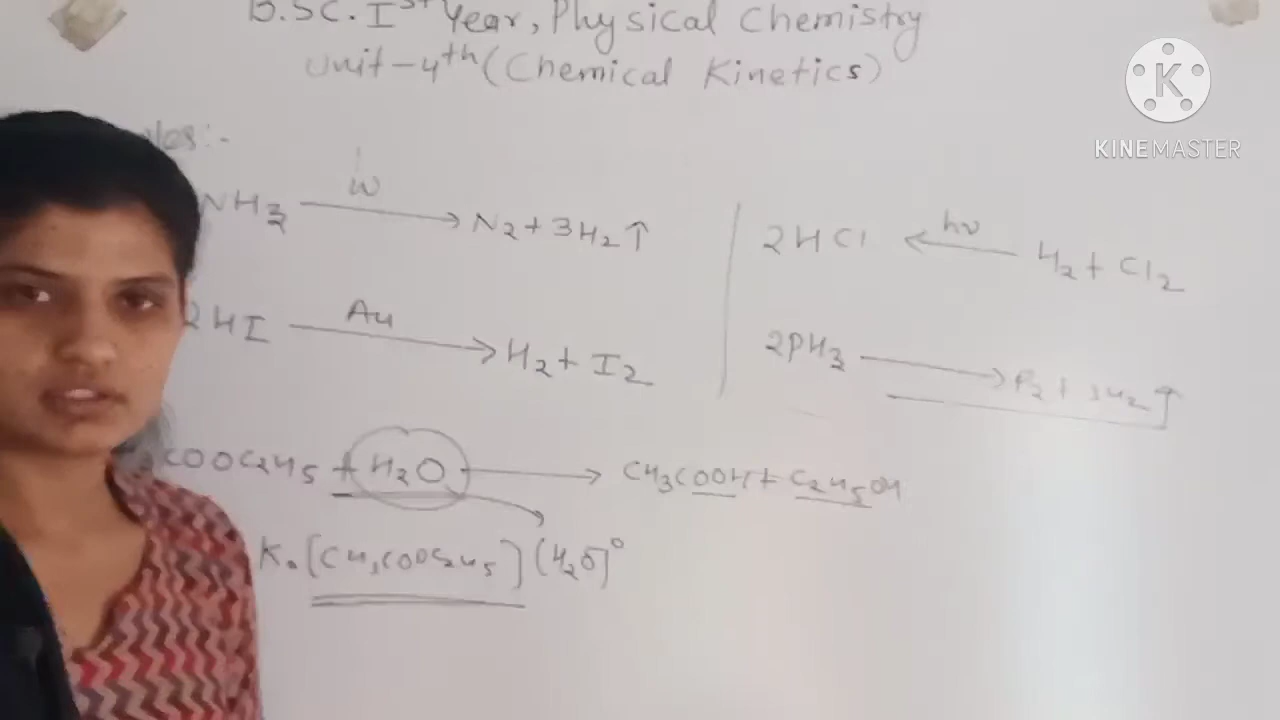 B.Sc. Ist Year, Physical Chemistry
Unit-4th (Chemical Kinetics)
NH3 W → N2 + 3H2 ↑
2HCl ← hν H2 + Cl2
2HI Au → H2 + I2
2PH3 → P2 + 3H2 ↑
COOC2H5 + H2O → CH3COOH + C2H5OH
K. [CH3COOC2H5] (H2O]°
KINEMASTER